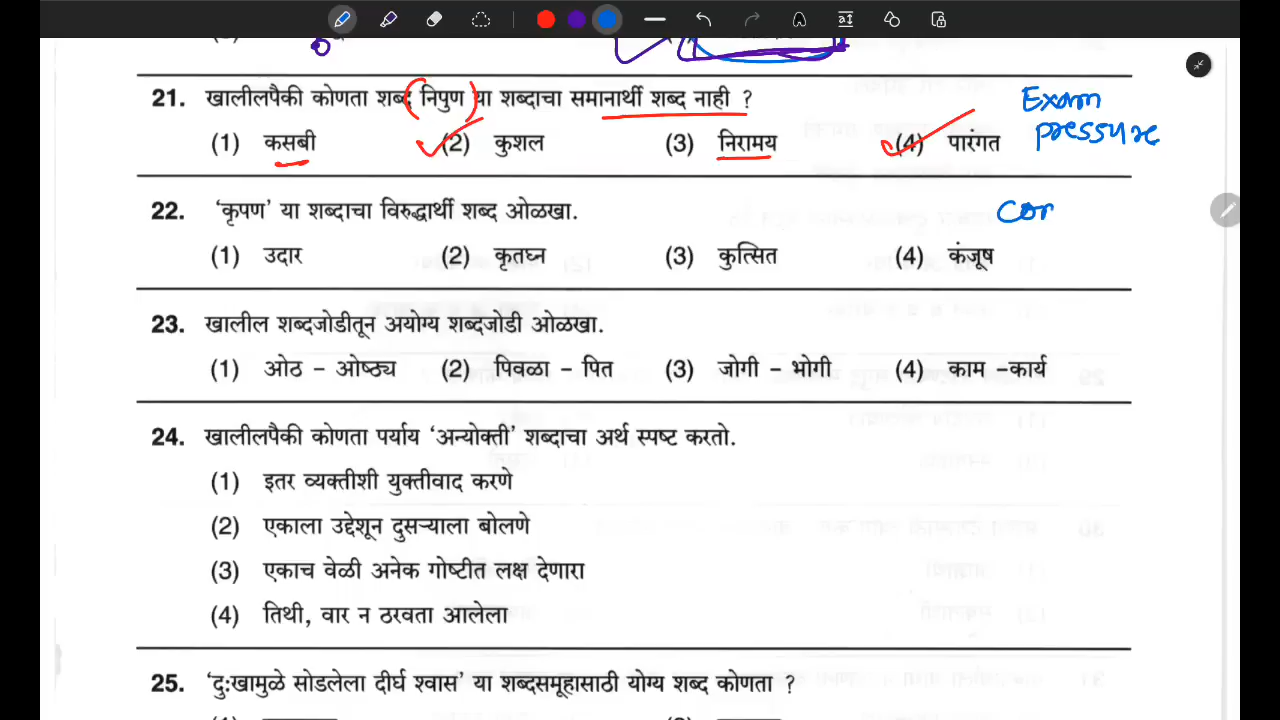 21. खालीलपैकी कोणता शब्द निपुण या शब्दाचा समानार्थी शब्द नाही ?
(1) कसबी (2) कुशल (3) निरामय (4) पारंगत
Exam
pressure
22. ‘कृपण’ या शब्दाचा विरुद्धार्थी शब्द ओळखा.
cor
(1) उदार (2) कृतघ्न (3) कुत्सित (4) कंजूष
23. खालील शब्दजोडीतून अयोग्य शब्दजोडी ओळखा.
(1) ओठ – ओष्ठ्य (2) पिवळा – पित (3) जोगी – भोगी (4) काम –कार्य
24. खालीलपैकी कोणता पर्याय ‘अन्योक्ती’ शब्दाचा अर्थ स्पष्ट करतो.
(1) इतर व्यक्तीशी युक्तीवाद करणे
(2) एकाला उद्देशून दुसऱ्याला बोलणे
(3) एकाच वेळी अनेक गोष्टीत लक्ष देणारा
(4) तिथी, वार न ठरवता आलेला
25. ‘दुःखामुळे सोडलेला दीर्घ श्वास’ या शब्दसमूहासाठी योग्य शब्द कोणता ?